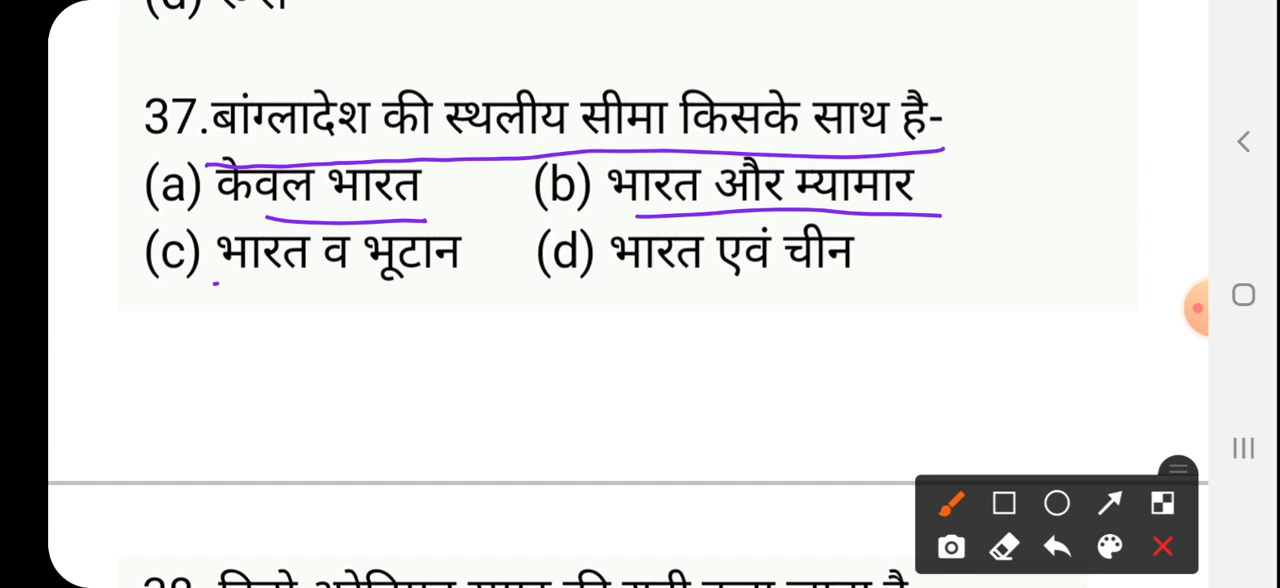 37.बांग्लादेश की स्थलीय सीमा किसके साथ है-
(a) केवल भारत (b) भारत और म्यामार
(c) भारत व भूटान (d) भारत एवं चीन